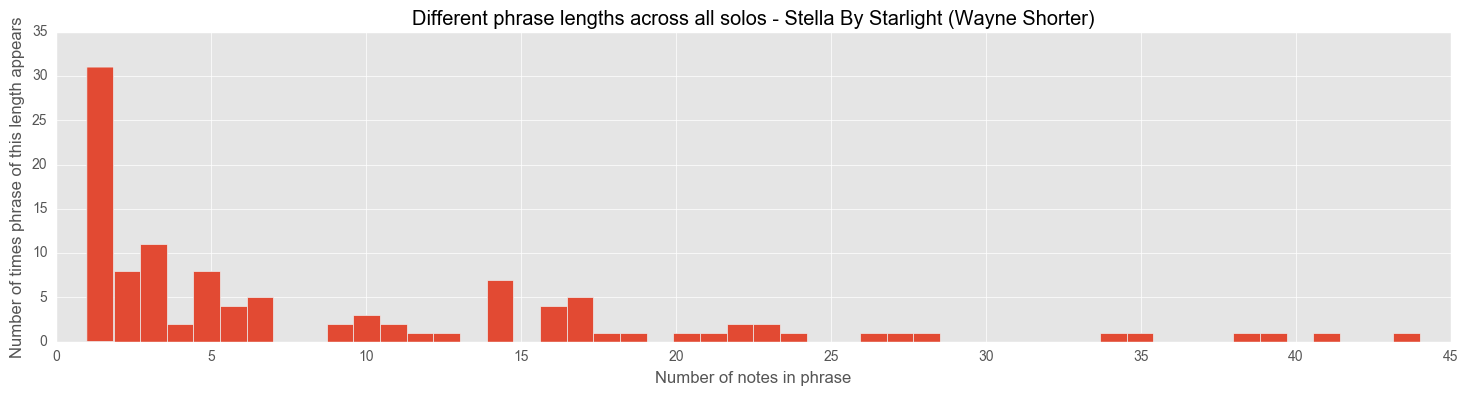 Different phrase lengths across all solos - Stella By Starlight (Wayne Shorter)
Number of times phrase of this length appears
35
30
25
20
15
10
5
0
0 5 10 15 20 25 30 35 40 45
Number of notes in phrase